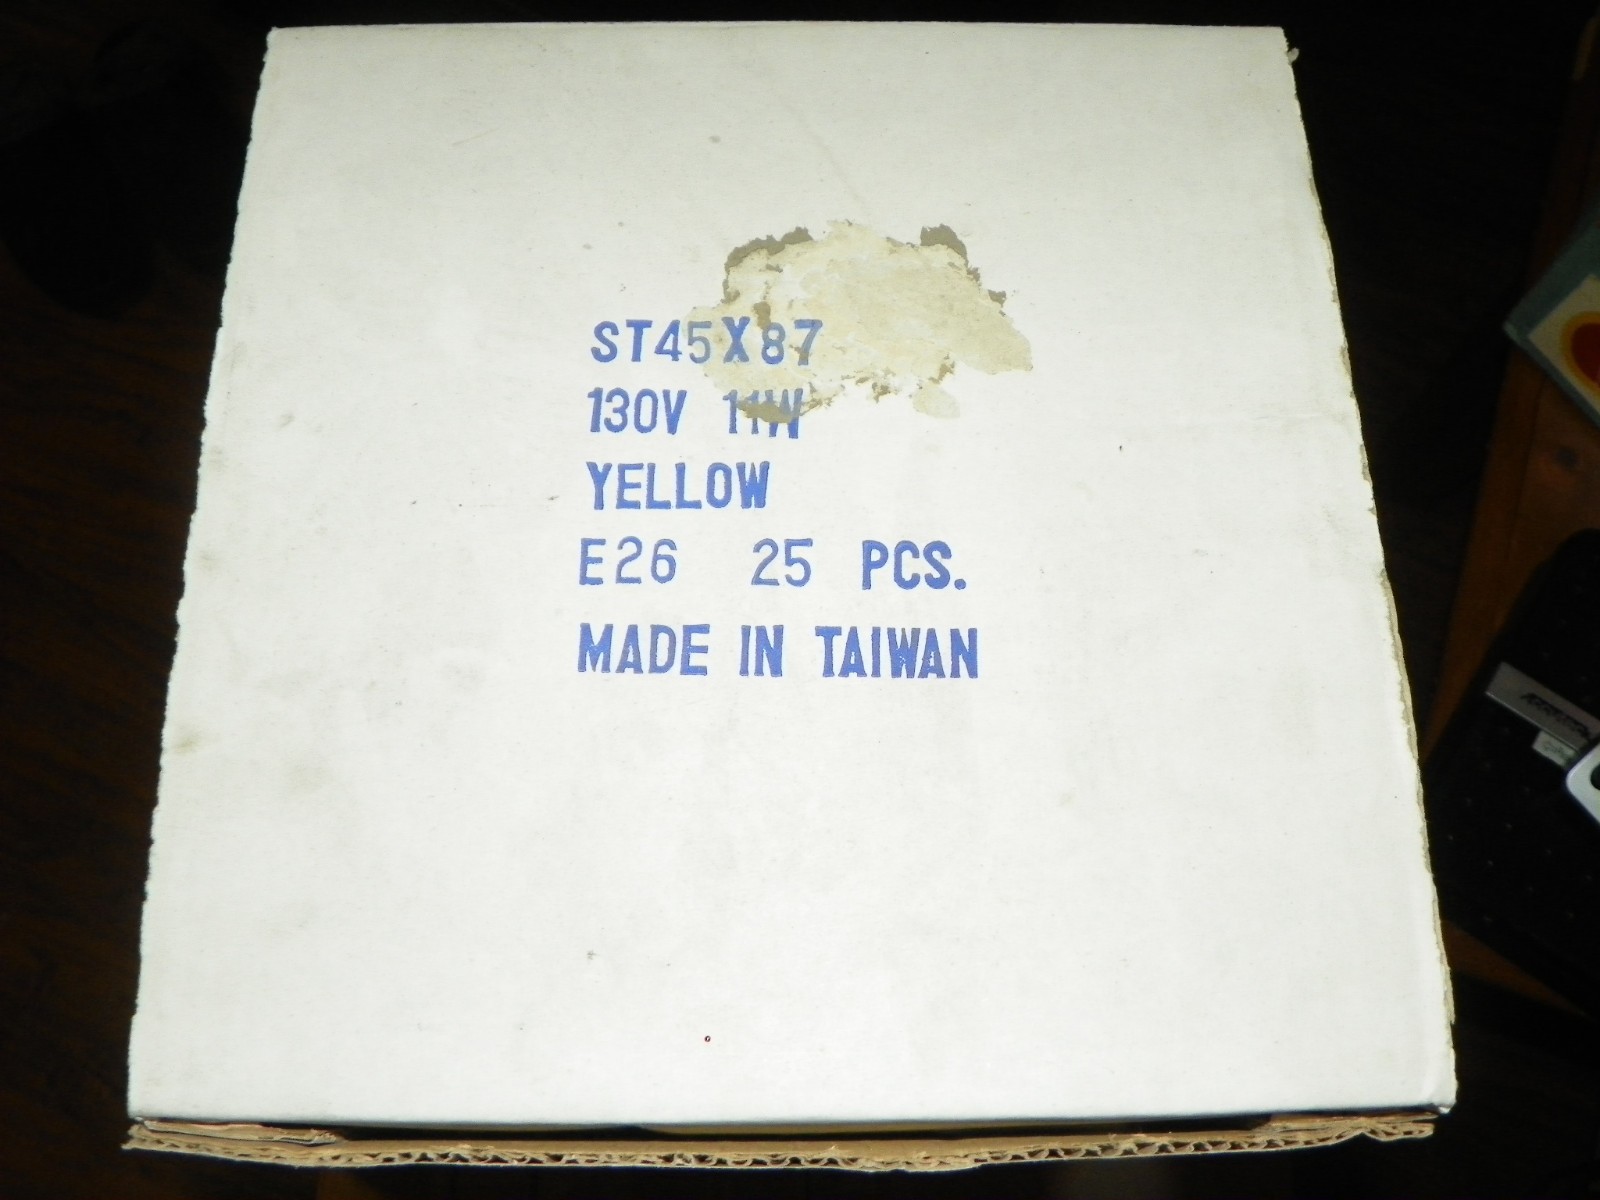 ST45X87
130V 11W
YELLOW
E26 25 PCS.
MADE IN TAIWAN